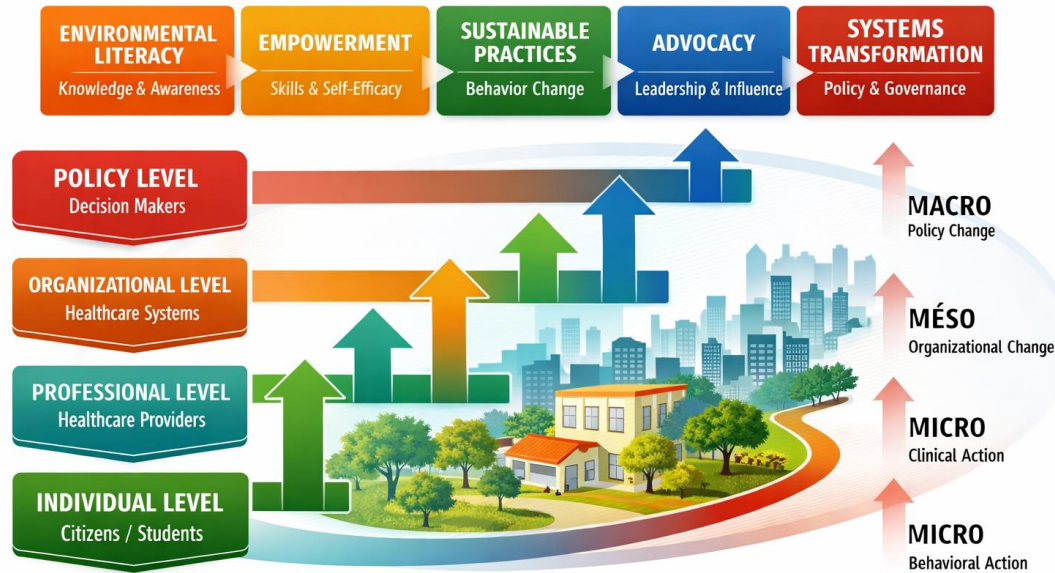 ENVIRONMENTAL
LITERACY
Knowledge & Awareness
EMPOWERMENT
Skills & Self-Efficacy
SUSTAINABLE
PRACTICES
Behavior Change
ADVOCACY
Leadership & Influence
SYSTEMS
TRANSFORMATION
Policy & Governance
POLICY LEVEL
Decision Makers
MACRO
Policy Change
ORGANIZATIONAL LEVEL
Healthcare Systems
MÉSO
Organizational Change
PROFESSIONAL LEVEL
Healthcare Providers
MICRO
Clinical Action
INDIVIDUAL LEVEL
Citizens / Students
MICRO
Behavioral Action